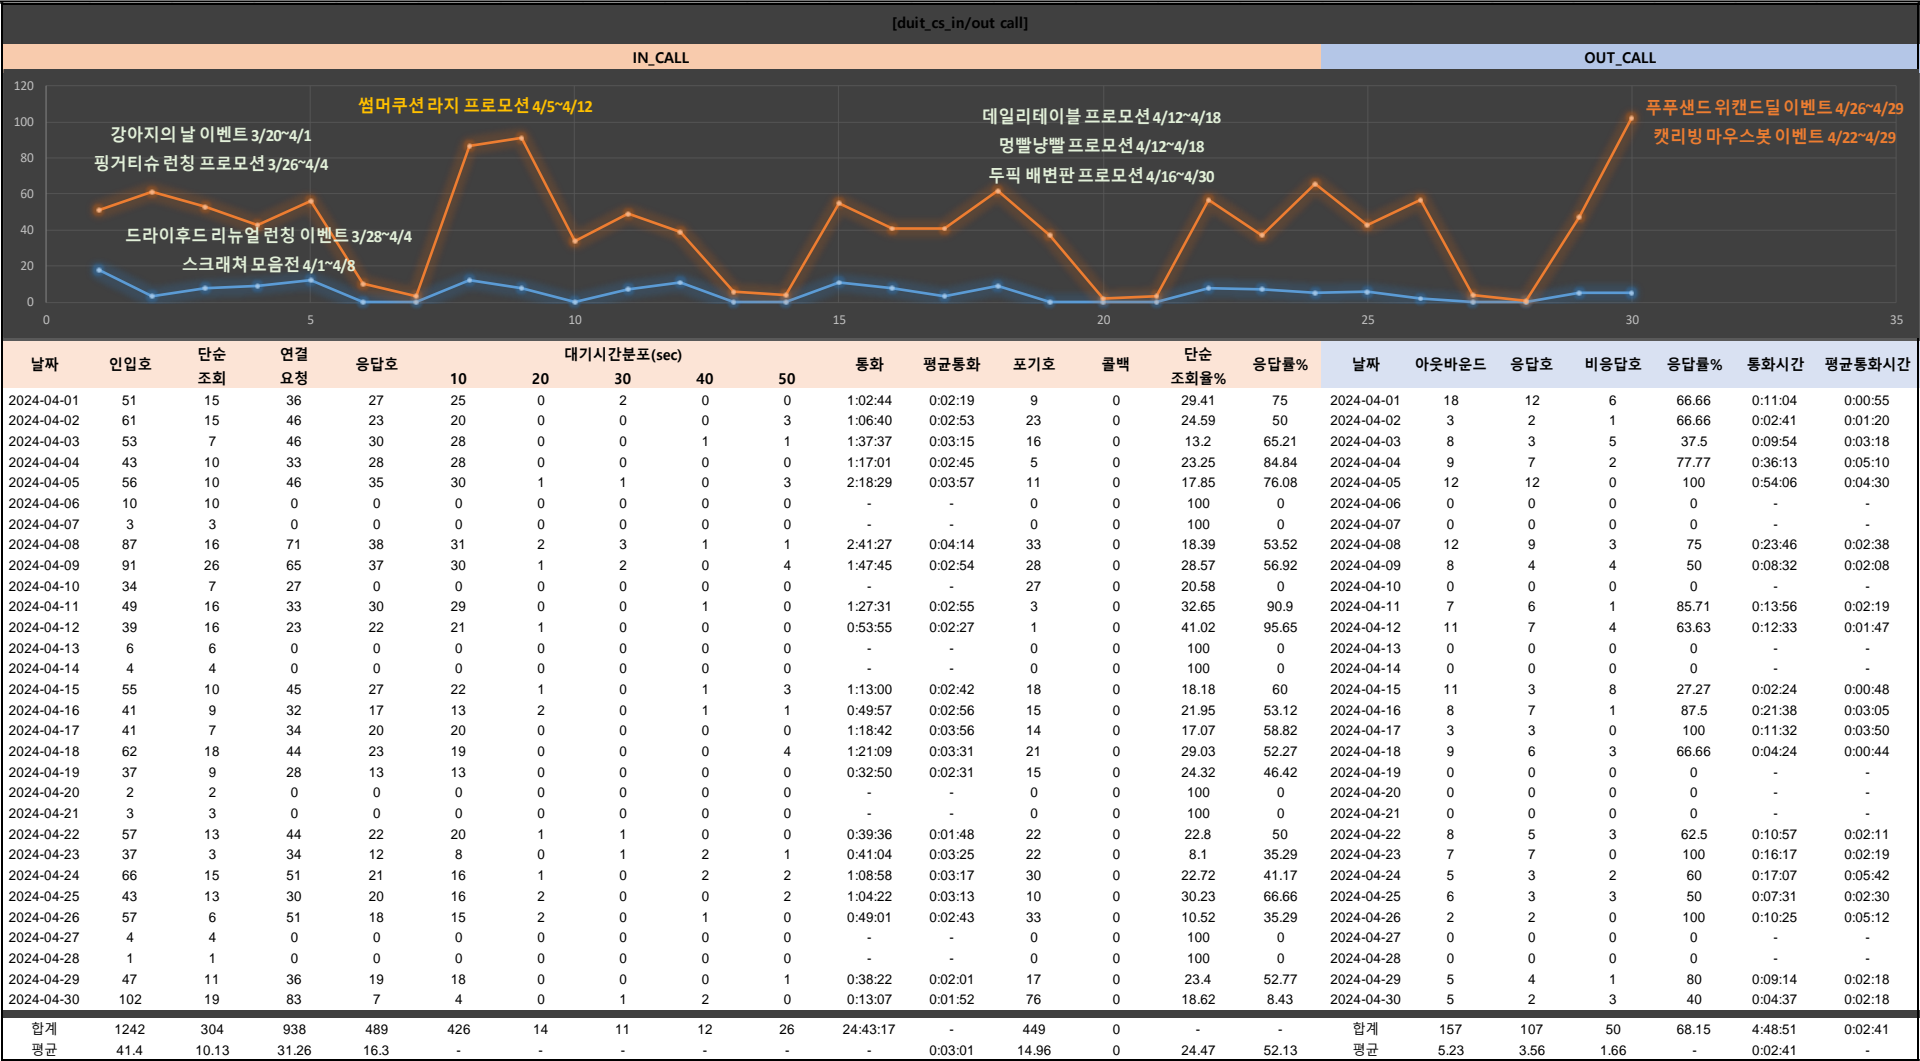 [duit_cs_in/out call]
IN_CALL OUT_CALL
120
100
80
60
40
20
0
0 5 10 15 20 25 30 35
썸머쿠션 라지 프로모션 4/5~4/12
강아지의 날 이벤트 3/20~4/1
핑거티슈 런칭 프로모션 3/26~4/4
드라이후드 리뉴얼 런칭 이벤트 3/28~4/4
스크래쳐 모음전 4/1~4/8
데일리테이블 프로모션 4/12~4/18
멍빨냥빨 프로모션 4/12~4/18
두픽 배변판 프로모션 4/16~4/30
푸푸샌드 위캔드딜 이벤트 4/26~4/29
캣리빙 마우스봇 이벤트 4/22~4/29
날짜 인입호 단순 조회 연결 요청 응답호 대기시간분포(sec) 통화 평균통화 포기호 콜백 단순 조회율% 응답률% 날짜 아웃바운드 응답호 비응답호 응답률% 통화시간 평균통화시간
10 20 30 40 50
2024-04-01 51 15 36 27 25 0 2 0 0 1:02:44 0:02:19 9 0 29.41 75 2024-04-01 18 12 6 66.66 0:11:04 0:00:55
2024-04-02 61 15 46 23 20 0 0 0 3 1:06:40 0:02:53 23 0 24.59 50 2024-04-02 3 2 1 66.66 0:02:41 0:01:20
2024-04-03 53 7 46 30 28 0 0 1 1 1:37:37 0:03:15 16 0 13.2 65.21 2024-04-03 8 3 5 37.5 0:09:54 0:03:18
2024-04-04 43 10 33 28 28 0 0 0 0 1:17:01 0:02:45 5 0 23.25 84.84 2024-04-04 9 7 2 77.77 0:36:13 0:05:10
2024-04-05 56 10 46 35 30 1 1 0 3 2:18:29 0:03:57 11 0 17.85 76.08 2024-04-05 12 12 0 100 0:54:06 0:04:30
2024-04-06 10 10 0 0 0 0 0 0 0 - - 0 0 100 0 2024-04-06 0 0 0 0 - -
2024-04-07 3 3 0 0 0 0 0 0 0 - - 0 0 100 0 2024-04-07 0 0 0 0 - -
2024-04-08 87 16 71 38 31 2 3 1 1 2:41:27 0:04:14 33 0 18.39 53.52 2024-04-08 12 9 3 75 0:23:46 0:02:38
2024-04-09 91 26 65 37 30 1 2 0 4 1:47:45 0:02:54 28 0 28.57 56.92 2024-04-09 8 4 4 50 0:08:32 0:02:08
2024-04-10 34 7 27 0 0 0 0 0 0 - - 27 0 20.58 0 2024-04-10 0 0 0 0 - -
2024-04-11 49 16 33 30 29 0 0 1 0 1:27:31 0:02:55 3 0 32.65 90.9 2024-04-11 7 6 1 85.71 0:13:56 0:02:19
2024-04-12 39 16 23 22 21 1 0 0 0 0:53:55 0:02:27 1 0 41.02 95.65 2024-04-12 11 7 4 63.63 0:12:33 0:01:47
2024-04-13 6 6 0 0 0 0 0 0 0 - - 0 0 100 0 2024-04-13 0 0 0 0 - -
2024-04-14 4 4 0 0 0 0 0 0 0 - - 0 0 100 0 2024-04-14 0 0 0 0 - -
2024-04-15 55 10 45 27 22 1 0 1 3 1:13:00 0:02:42 18 0 18.18 60 2024-04-15 11 3 8 27.27 0:02:24 0:00:48
2024-04-16 41 9 32 17 13 2 0 1 1 0:49:57 0:02:56 15 0 21.95 53.12 2024-04-16 8 7 1 87.5 0:21:38 0:03:05
2024-04-17 41 7 34 20 20 0 0 0 0 1:18:42 0:03:56 14 0 17.07 58.82 2024-04-17 3 3 0 100 0:11:32 0:03:50
2024-04-18 62 18 44 23 19 0 0 0 4 1:21:09 0:03:31 21 0 29.03 52.27 2024-04-18 9 6 3 66.66 0:04:24 0:00:44
2024-04-19 37 9 28 13 13 0 0 0 0 0:32:50 0:02:31 15 0 24.32 46.42 2024-04-19 0 0 0 0 - -
2024-04-20 2 2 0 0 0 0 0 0 0 - - 0 0 100 0 2024-04-20 0 0 0 0 - -
2024-04-21 3 3 0 0 0 0 0 0 0 - - 0 0 100 0 2024-04-21 0 0 0 0 - -
2024-04-22 57 13 44 22 20 1 1 0 0 0:39:36 0:01:48 22 0 22.8 50 2024-04-22 8 5 3 62.5 0:10:57 0:02:11
2024-04-23 37 3 34 12 8 0 1 2 1 0:41:04 0:03:25 22 0 8.1 35.29 2024-04-23 7 7 0 100 0:16:17 0:02:19
2024-04-24 66 15 51 21 16 1 0 2 2 1:08:58 0:03:17 30 0 22.72 41.17 2024-04-24 5 3 2 60 0:17:07 0:05:42
2024-04-25 43 13 30 20 16 2 0 0 2 1:04:22 0:03:13 10 0 30.23 66.66 2024-04-25 6 3 3 50 0:07:31 0:02:30
2024-04-26 57 6 51 18 15 2 0 1 0 0:49:01 0:02:43 33 0 10.52 35.29 2024-04-26 2 2 0 100 0:10:25 0:05:12
2024-04-27 4 4 0 0 0 0 0 0 0 - - 0 0 100 0 2024-04-27 0 0 0 0 - -
2024-04-28 1 1 0 0 0 0 0 0 0 - - 0 0 100 0 2024-04-28 0 0 0 0 - -
2024-04-29 47 11 36 19 18 0 0 0 1 0:38:22 0:02:01 17 0 23.4 52.77 2024-04-29 5 4 1 80 0:09:14 0:02:18
2024-04-30 102 19 83 7 4 0 1 2 0 0:13:07 0:01:52 76 0 18.62 8.43 2024-04-30 5 2 3 40 0:04:37 0:02:18
합계 1242 304 938 489 426 14 11 12 26 24:43:17 - 449 0 - - 합계 157 107 50 68.15 4:48:51 0:02:41
평균 41.4 10.13 31.26 16.3 - - - - - - 0:03:01 14.96 0 24.47 52.13 평균 5.23 3.56 1.66 - 0:02:41 -